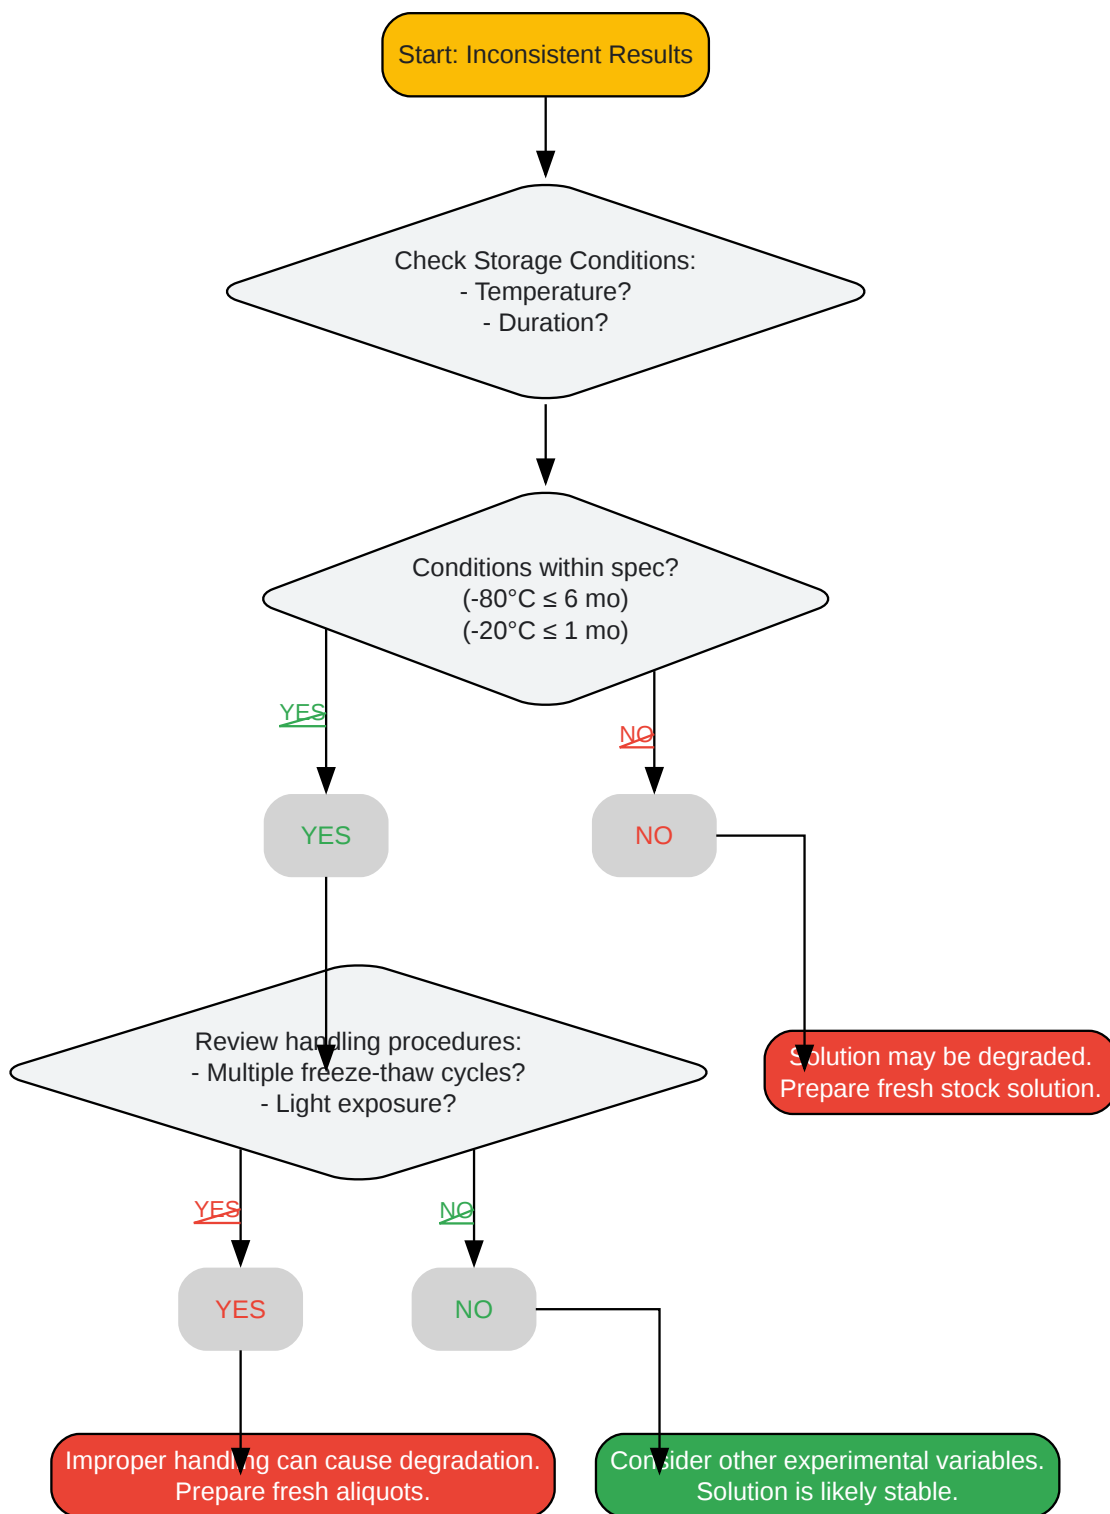 Start: Inconsistent Results
Check Storage Conditions:
- Temperature?
- Duration?
Conditions within spec?
(-80°C ≤ 6 mo)
(-20°C ≤ 1 mo)
YES
NO
YES
NO
Review handling procedures:
- Multiple freeze-thaw cycles?
- Light exposure?
Solution may be degraded.
Prepare fresh stock solution.
YES
NO
YES
NO
Improper handling can cause degradation.
Prepare fresh aliquots.
Consider other experimental variables.
Solution is likely stable.